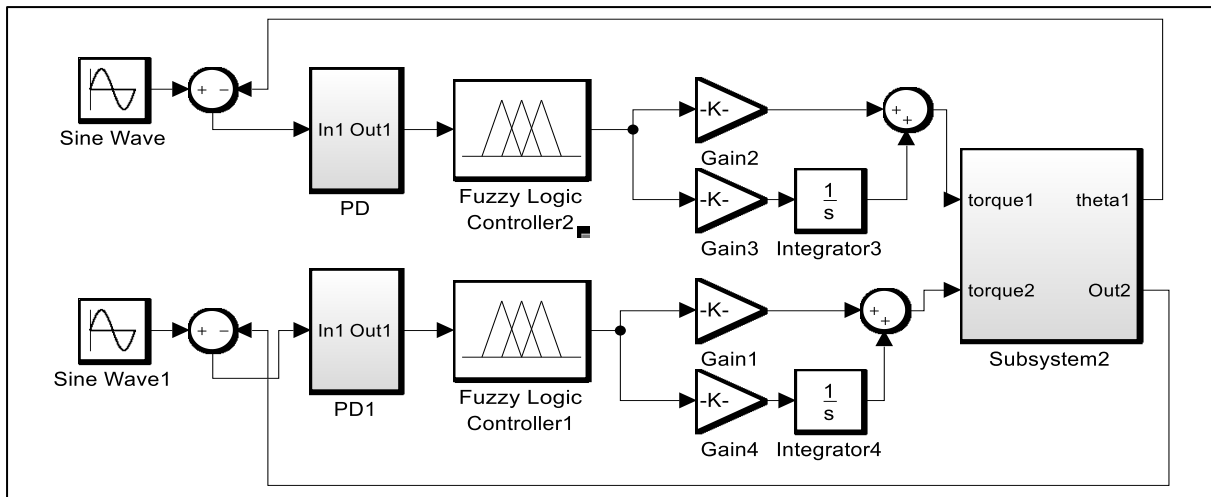 + -
Sine Wave
In1 Out1
PD
Fuzzy Logic
Controller2
-K-
Gain2
-K-
Gain3
1
s
Integrator3
+
+
torque1
theta1
torque2
Out2
Subsystem2
+ -
Sine Wave1
In1 Out1
PD1
Fuzzy Logic
Controller1
-K-
Gain1
-K-
Gain4
1
s
Integrator4
+
+